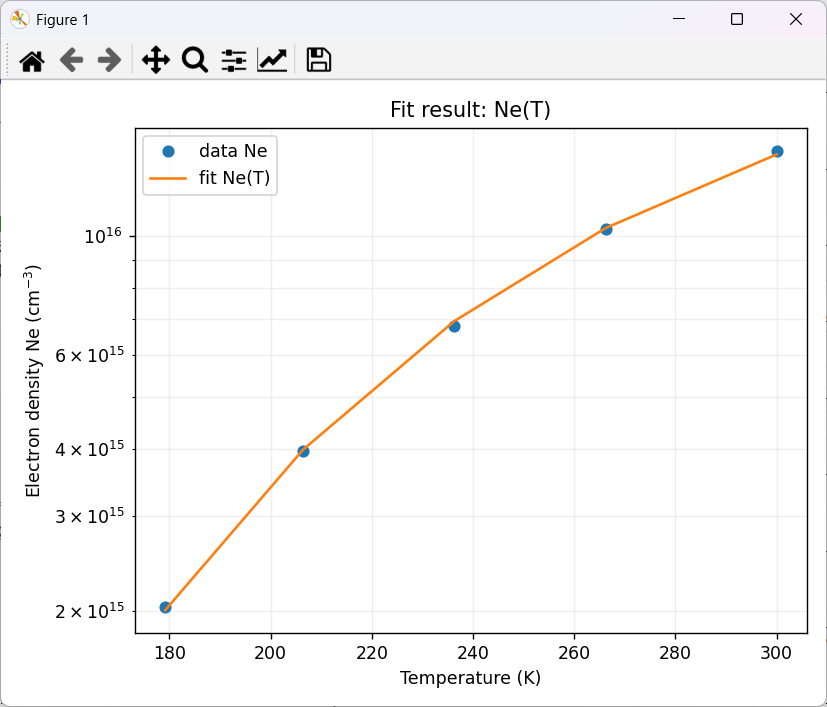 Figure 1
Fit result: Ne(T)
data Ne
fit Ne(T)
10¹⁶
6 × 10¹⁵
4 × 10¹⁵
3 × 10¹⁵
2 × 10¹⁵
Electron density Ne (cm⁻³)
180 200 220 240 260 280 300
Temperature (K)